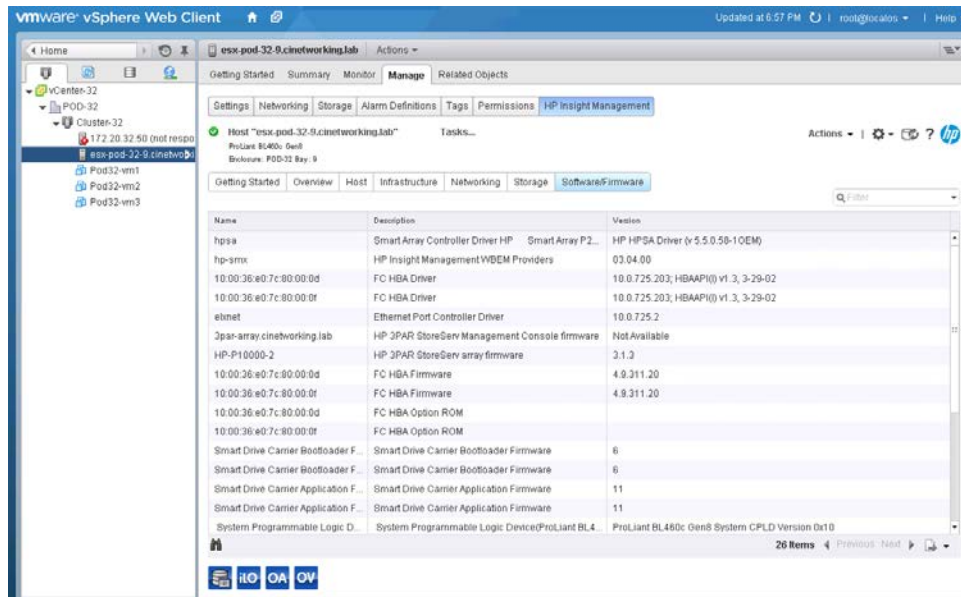 vmware® vSphere Web Client
Updated at 6:57 PM | root@localos | Help
Home
esx-pod-32-9.cinetworking.lab Actions
Getting Started Summary Monitor Manage Related Objects
vCenter-32
POD-32
Cluster-32
172.20.32.50 (not respo
esx-pod-32-9.cinetwo
Pod32-vm1
Pod32-vm2
Pod32-vm3
Settings Networking Storage Alarm Definitions Tags Permissions HP Insight Management
Host "esx-pod-32-9.cinetworking.lab" Tasks...
ProLiant BL460c Gen8
Enclosure: POD-32 Bay: 9
Actions | ? hp
Getting Started Overview Host Infrastructure Networking Storage Software/Firmware
Filter
Name Description Version
hpsa Smart Array Controller Driver HP Smart Array P2... HP HPSA Driver (v 5.5.0.58-1OEM)
hp-smx HP Insight Management WBEM Providers 03.04.00
10:00:36:e0:7c:80:00:0d FC HBA Driver 10.0.725.203; HBAAPI(I) v1.3, 3-29-02
10:00:36:e0:7c:80:00:0f FC HBA Driver 10.0.725.203; HBAAPI(I) v1.3, 3-29-02
elxnet Ethernet Port Controller Driver 10.0.725.2
3par-array.cinetworking.lab HP 3PAR StoreServ Management Console firmware Not Available
HP-P10000-2 HP 3PAR StoreServ array firmware 3.1.3
10:00:36:e0:7c:80:00:0d FC HBA Firmware 4.9.311.20
10:00:36:e0:7c:80:00:0f FC HBA Firmware 4.9.311.20
10:00:36:e0:7c:80:00:0d FC HBA Option ROM
10:00:36:e0:7c:80:00:0f FC HBA Option ROM
Smart Drive Carrier Bootloader F... Smart Drive Carrier Bootloader Firmware 6
Smart Drive Carrier Bootloader F... Smart Drive Carrier Bootloader Firmware 6
Smart Drive Carrier Application F... Smart Drive Carrier Application Firmware 11
Smart Drive Carrier Application F... Smart Drive Carrier Application Firmware 11
System Programmable Logic D... System Programmable Logic Device(ProLiant BL4... ProLiant BL460c Gen8 System CPLD Version 0x10
26 Items Previous Next
iLO OA OV